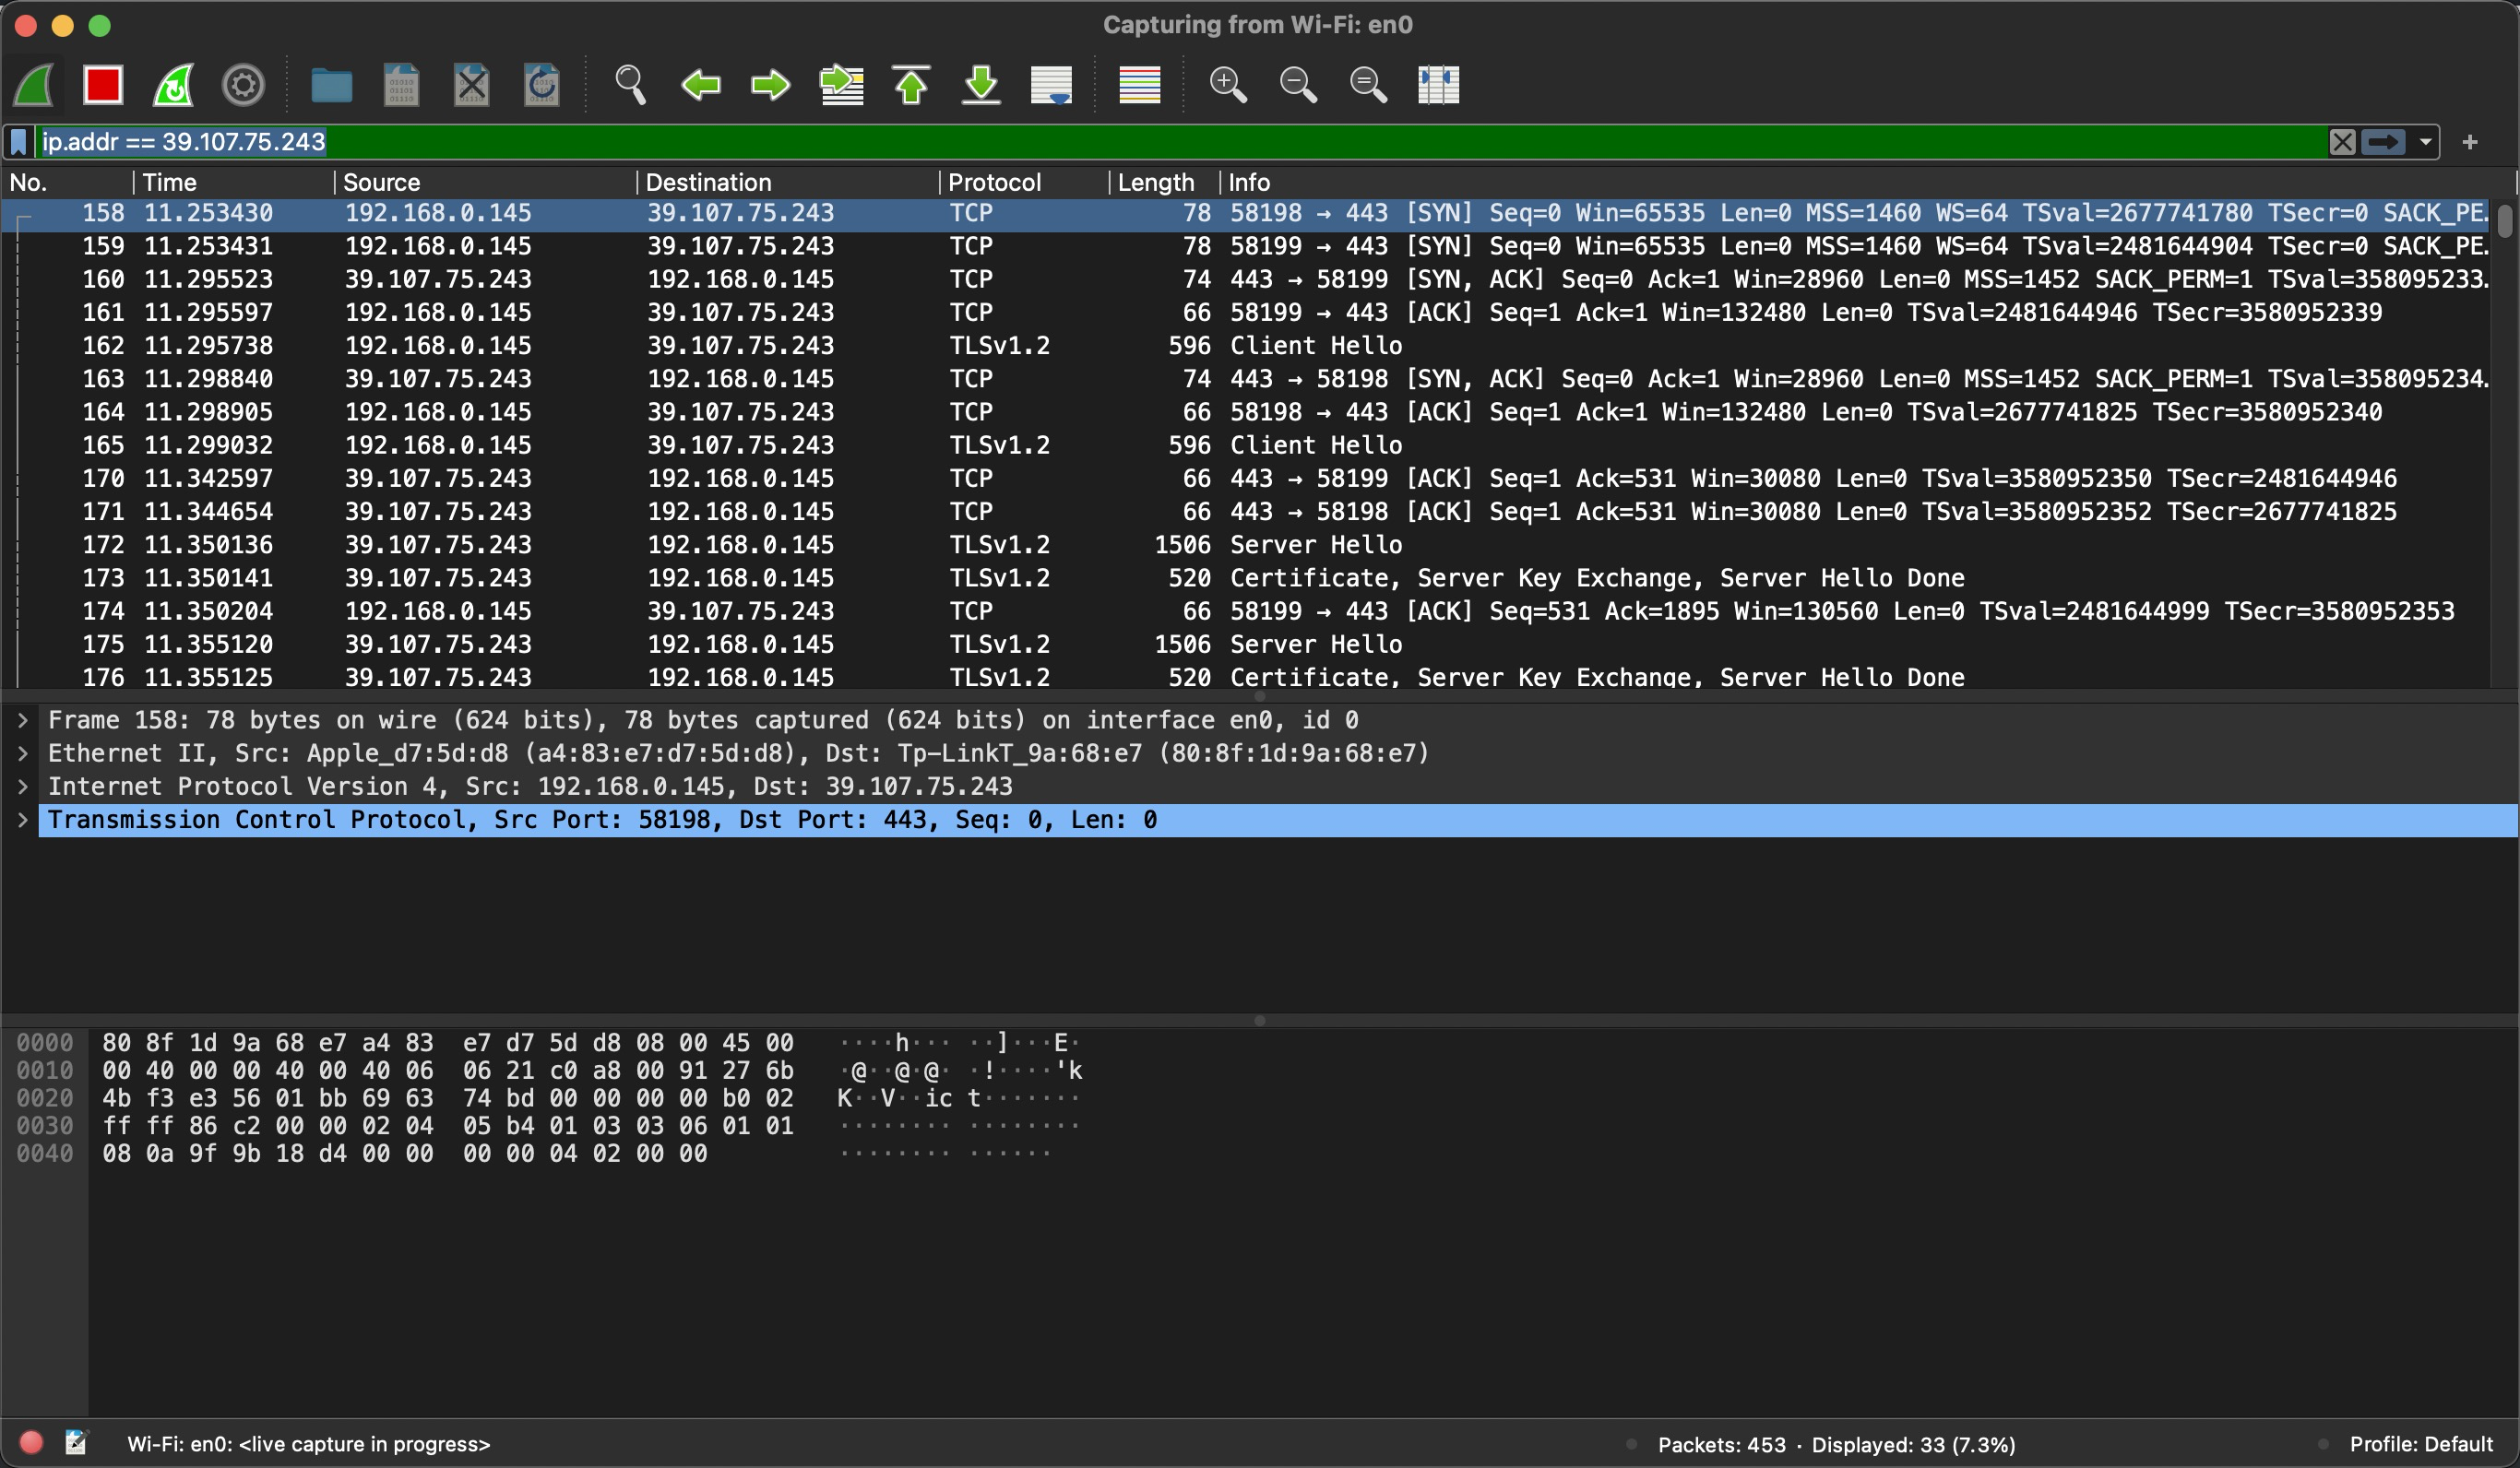 Capturing from Wi-Fi: en0
ip.addr == 39.107.75.243
No. Time Source Destination Protocol Length Info
158 11.253430 192.168.0.145 39.107.75.243 TCP 78 58198 → 443 [SYN] Seq=0 Win=65535 Len=0 MSS=1460 WS=64 TSval=2677741780 TSecr=0 SACK_PE.
159 11.253431 192.168.0.145 39.107.75.243 TCP 78 58199 → 443 [SYN] Seq=0 Win=65535 Len=0 MSS=1460 WS=64 TSval=2481644904 TSecr=0 SACK_PE.
160 11.295523 39.107.75.243 192.168.0.145 TCP 74 443 → 58199 [SYN, ACK] Seq=0 Ack=1 Win=28960 Len=0 MSS=1452 SACK_PERM=1 TSval=358095233.
161 11.295597 192.168.0.145 39.107.75.243 TCP 66 58199 → 443 [ACK] Seq=1 Ack=1 Win=132480 Len=0 TSval=2481644946 TSecr=3580952339
162 11.295738 192.168.0.145 39.107.75.243 TLSv1.2 596 Client Hello
163 11.298840 39.107.75.243 192.168.0.145 TCP 74 443 → 58198 [SYN, ACK] Seq=0 Ack=1 Win=28960 Len=0 MSS=1452 SACK_PERM=1 TSval=358095234.
164 11.298905 192.168.0.145 39.107.75.243 TCP 66 58198 → 443 [ACK] Seq=1 Ack=1 Win=132480 Len=0 TSval=2677741825 TSecr=3580952340
165 11.299032 192.168.0.145 39.107.75.243 TLSv1.2 596 Client Hello
170 11.342597 39.107.75.243 192.168.0.145 TCP 66 443 → 58199 [ACK] Seq=1 Ack=531 Win=30080 Len=0 TSval=3580952350 TSecr=2481644946
171 11.344654 39.107.75.243 192.168.0.145 TCP 66 443 → 58198 [ACK] Seq=1 Ack=531 Win=30080 Len=0 TSval=3580952352 TSecr=2677741825
172 11.350136 39.107.75.243 192.168.0.145 TLSv1.2 1506 Server Hello
173 11.350141 39.107.75.243 192.168.0.145 TLSv1.2 520 Certificate, Server Key Exchange, Server Hello Done
174 11.350204 192.168.0.145 39.107.75.243 TCP 66 58199 → 443 [ACK] Seq=531 Ack=1895 Win=130560 Len=0 TSval=2481644999 TSecr=3580952353
175 11.355120 39.107.75.243 192.168.0.145 TLSv1.2 1506 Server Hello
176 11.355125 39.107.75.243 192.168.0.145 TLSv1.2 520 Certificate, Server Key Exchange, Server Hello Done
Frame 158: 78 bytes on wire (624 bits), 78 bytes captured (624 bits) on interface en0, id 0
Ethernet II, Src: Apple_d7:5d:d8 (a4:83:e7:d7:5d:d8), Dst: Tp-LinkT_9a:68:e7 (80:8f:1d:9a:68:e7)
Internet Protocol Version 4, Src: 192.168.0.145, Dst: 39.107.75.243
Transmission Control Protocol, Src Port: 58198, Dst Port: 443, Seq: 0, Len: 0
0000 80 8f 1d 9a 68 e7 a4 83 e7 d7 5d d8 08 00 45 00 ····h··· ··]···E·
0010 00 40 00 00 40 00 40 06 06 21 c0 a8 00 91 27 6b ·@··@·@· ·!····'k
0020 4b f3 e3 56 01 bb 69 63 74 bd 00 00 00 00 b0 02 K··V··ic t·······
0030 ff ff 86 c2 00 00 02 04 05 b4 01 03 03 06 01 01 ········ ········
0040 08 0a 9f 9b 18 d4 00 00 00 00 04 02 00 00 ········ ······
Wi-Fi: en0: <live capture in progress> Packets: 453 · Displayed: 33 (7.3%) Profile: Default